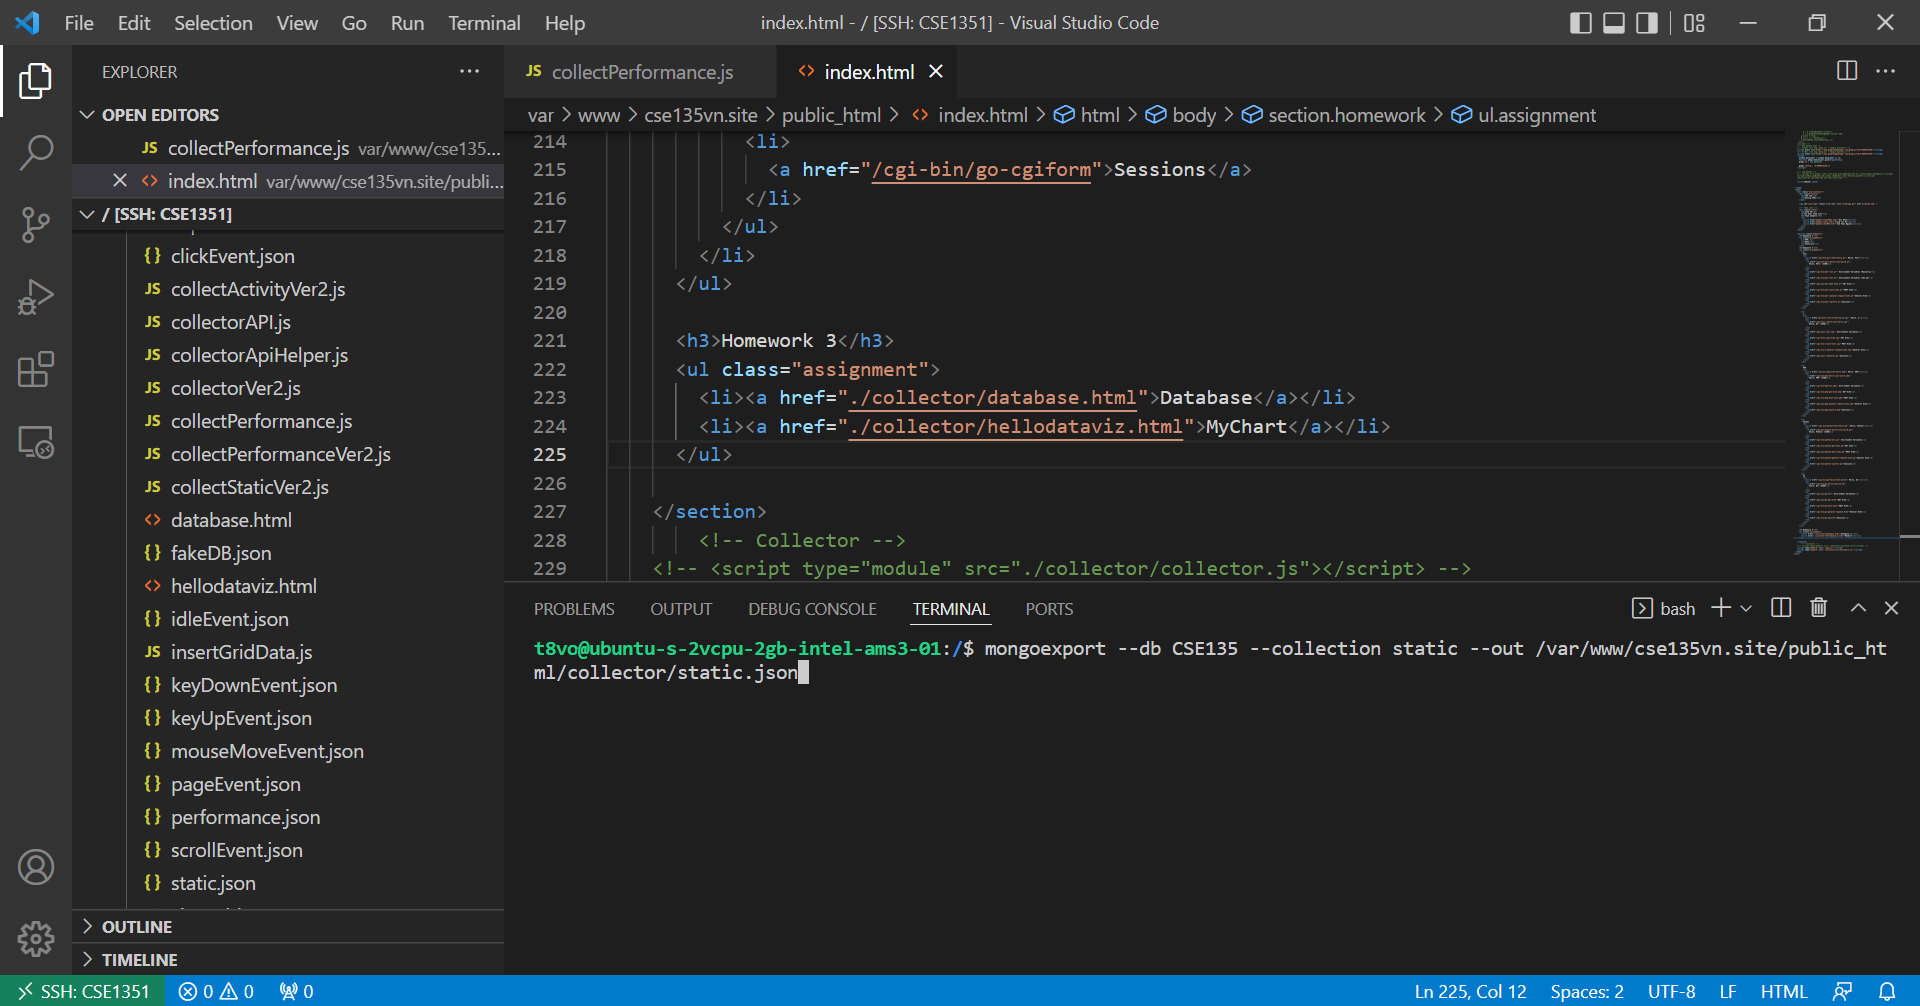 File Edit Selection View Go Run Terminal Help
index.html - / [SSH: CSE1351] - Visual Studio Code
EXPLORER
OPEN EDITORS
JS collectPerformance.js var/www/cse135...
index.html var/www/cse135vn.site/publi...
/ [SSH: CSE1351]
{} clickEvent.json
JS collectActivityVer2.js
JS collectorAPI.js
JS collectorApiHelper.js
JS collectorVer2.js
JS collectPerformance.js
JS collectPerformanceVer2.js
JS collectStaticVer2.js
<> database.html
{} fakeDB.json
<> hellodataviz.html
{} idleEvent.json
JS insertGridData.js
{} keyDownEvent.json
{} keyUpEvent.json
{} mouseMoveEvent.json
{} pageEvent.json
{} performance.json
{} scrollEvent.json
{} static.json
OUTLINE
TIMELINE
JS collectPerformance.js
<> index.html
var > www > cse135vn.site > public_html > <> index.html > html > body > section.homework > ul.assignment
214 <li>
215 <a href="/cgi-bin/go-cgiform">Sessions</a>
216 </li>
217 </ul>
218 </li>
219 </ul>
220
221 <h3>Homework 3</h3>
222 <ul class="assignment">
223 <li><a href="./collector/database.html">Database</a></li>
224 <li><a href="./collector/hellodataviz.html">MyChart</a></li>
225 </ul>
226
227 </section>
228 <!-- Collector -->
229 <!-- <script type="module" src="./collector/collector.js"></script> -->
PROBLEMS OUTPUT DEBUG CONSOLE TERMINAL PORTS
bash
t8vo@ubuntu-s-2vcpu-2gb-intel-ams3-01:/$ mongoexport --db CSE135 --collection static --out /var/www/cse135vn.site/public_ht
ml/collector/static.json
SSH: CSE1351 0 0 0
Ln 225, Col 12 Spaces: 2 UTF-8 LF HTML